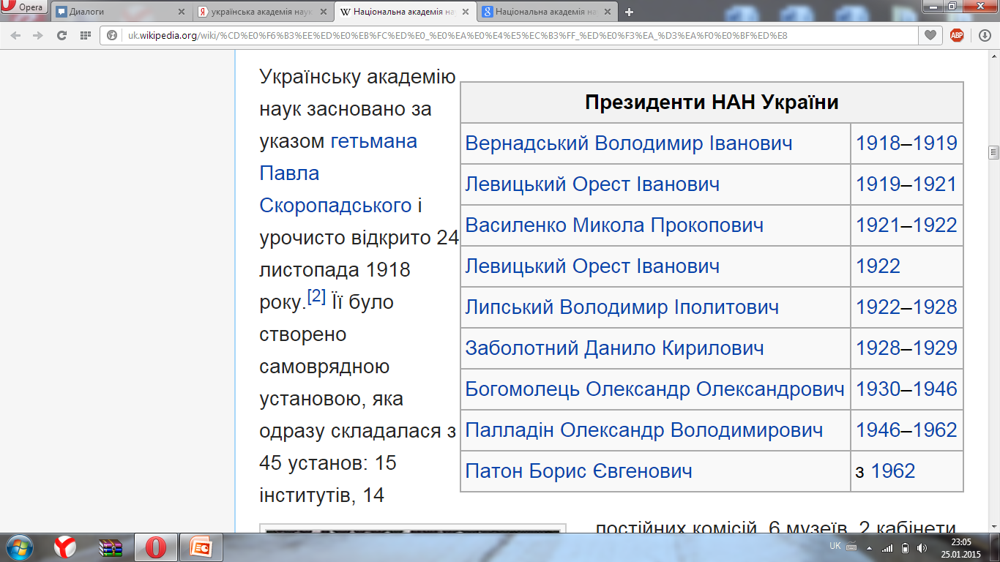 Opera
Диалоги
українська академія наук
Національна академія на
Національна академія н
uk.wikipedia.org/wiki/%CD%E0%F6%B3%EE%ED%E0%EB%FC%ED%E0_%E0%EA%E0%E4%E5%EC%B3%FF_%ED%E0%F3%EA_%D3%EA%F0%E0%BF%ED%E8
ABP
Українську академію
наук засновано за
указом гетьмана
Павла
Скоропадського і
урочисто відкрито 24
листопада 1918
року.[2] Її було
створено
самоврядною
установою, яка
одразу складалася з
45 установ: 15
інститутів, 14
Президенти НАН України
Вернадський Володимир Іванович 1918–1919
Левицький Орест Іванович 1919–1921
Василенко Микола Прокопович 1921–1922
Левицький Орест Іванович 1922
Липський Володимир Іполитович 1922–1928
Заболотний Данило Кирилович 1928–1929
Богомолець Олександр Олександрович 1930–1946
Палладін Олександр Володимирович 1946–1962
Патон Борис Євгенович з 1962
постійних комісій, 6 музеїв, 2 кабінети
UK
23:05
25.01.2015